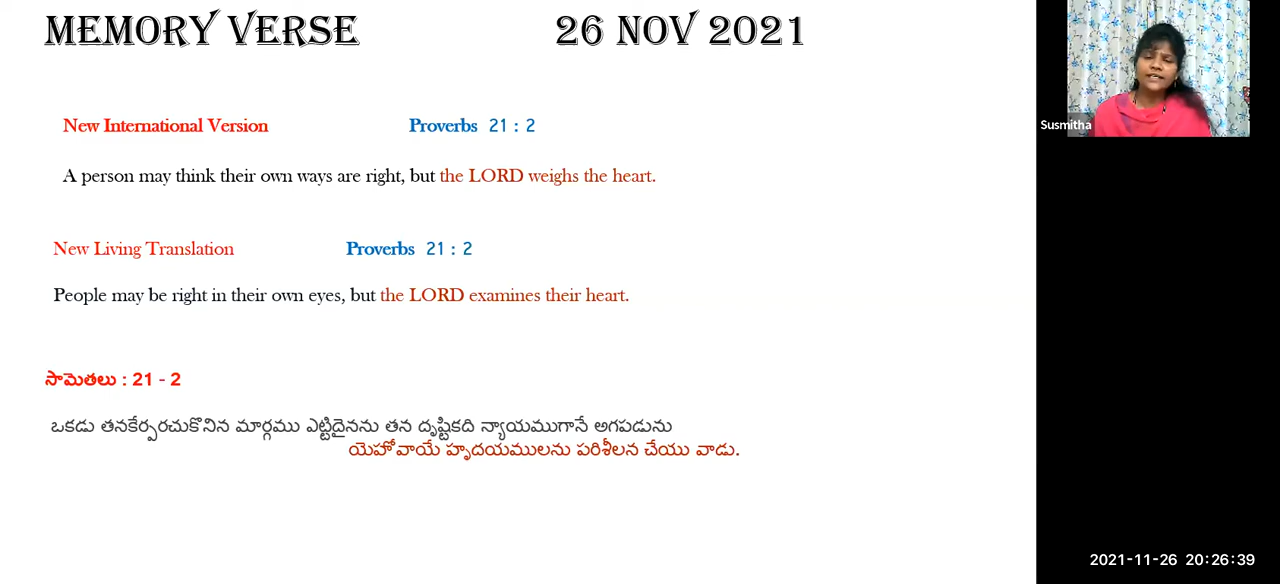 MEMORY VERSE 26 NOV 2021
New International Version Proverbs 21 : 2
A person may think their own ways are right, but the LORD weighs the heart.
New Living Translation Proverbs 21 : 2
People may be right in their own eyes, but the LORD examines their heart.
సామెతలు : 21 - 2
ఒకడు తనకేర్పరచుకొనిన మార్గము ఎట్టిదైనను తన దృష్టికది న్యాయముగానే అగపడును
యెహోవాయే హృదయములను పరిశీలన చేయు వాడు.
Susmitha
2021-11-26 20:26:39